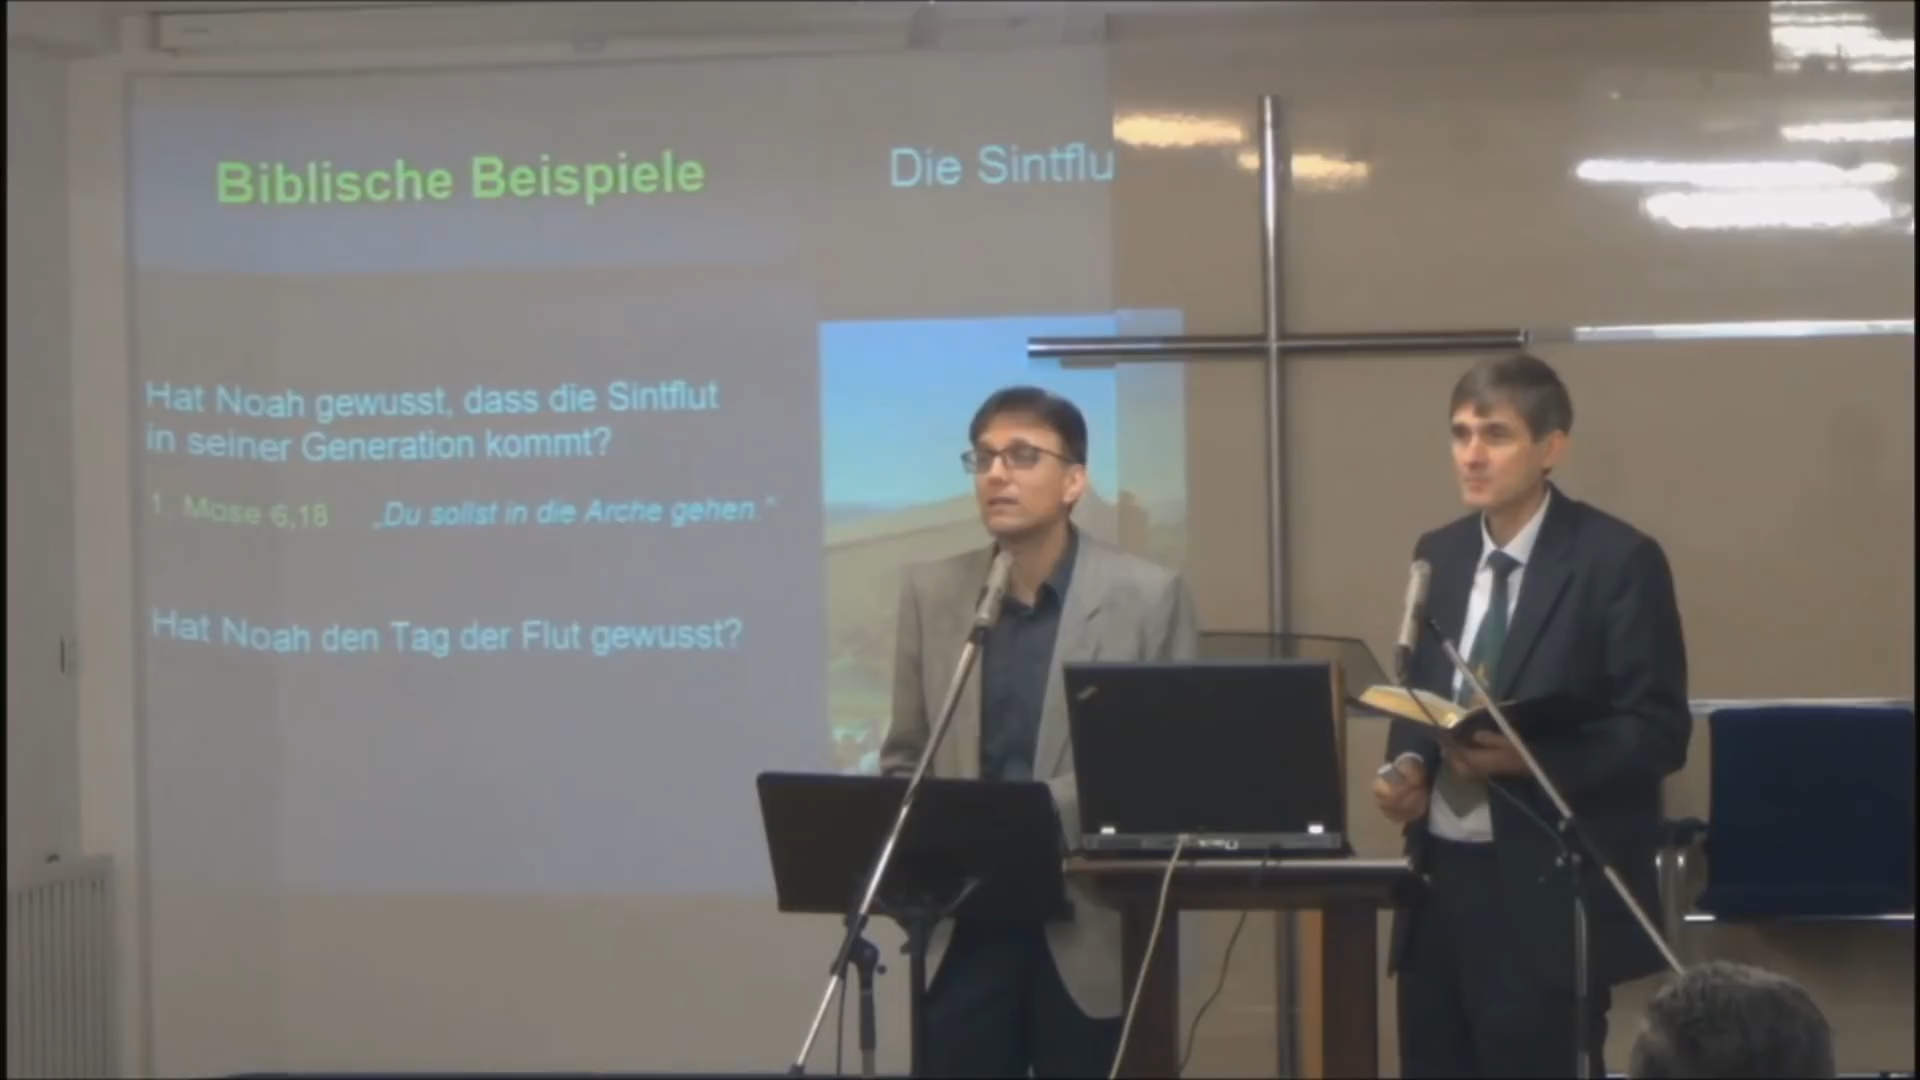 Biblische Beispiele
Die Sintflu
Hat Noah gewusst, dass die Sintflut
in seiner Generation kommt?
1. Mose 6,18 „Du sollst in die Arche gehen.“
Hat Noah den Tag der Flut gewusst?